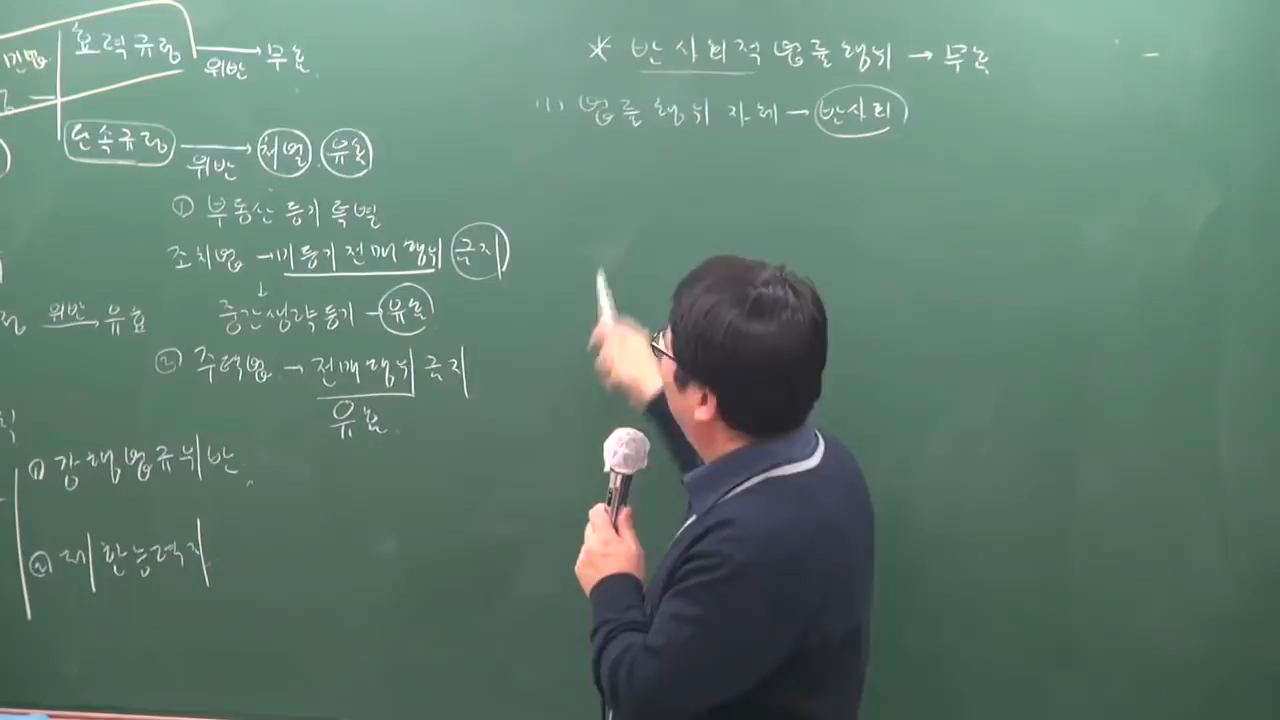 효력규정 위반 → 무효
단속규정 위반 → 처벌, 유효
① 부동산 등기 특별
조치법 → 미등기 전매 행위 금지
↓
중간생략등기 → 유효
위반 → 유효
② 주택법 → 전매행위 금지
유효.
① 강행법규위반
② 제한능력자
* 반사회적 법률행위 → 무효
(1) 법률행위 자체 → 반사회